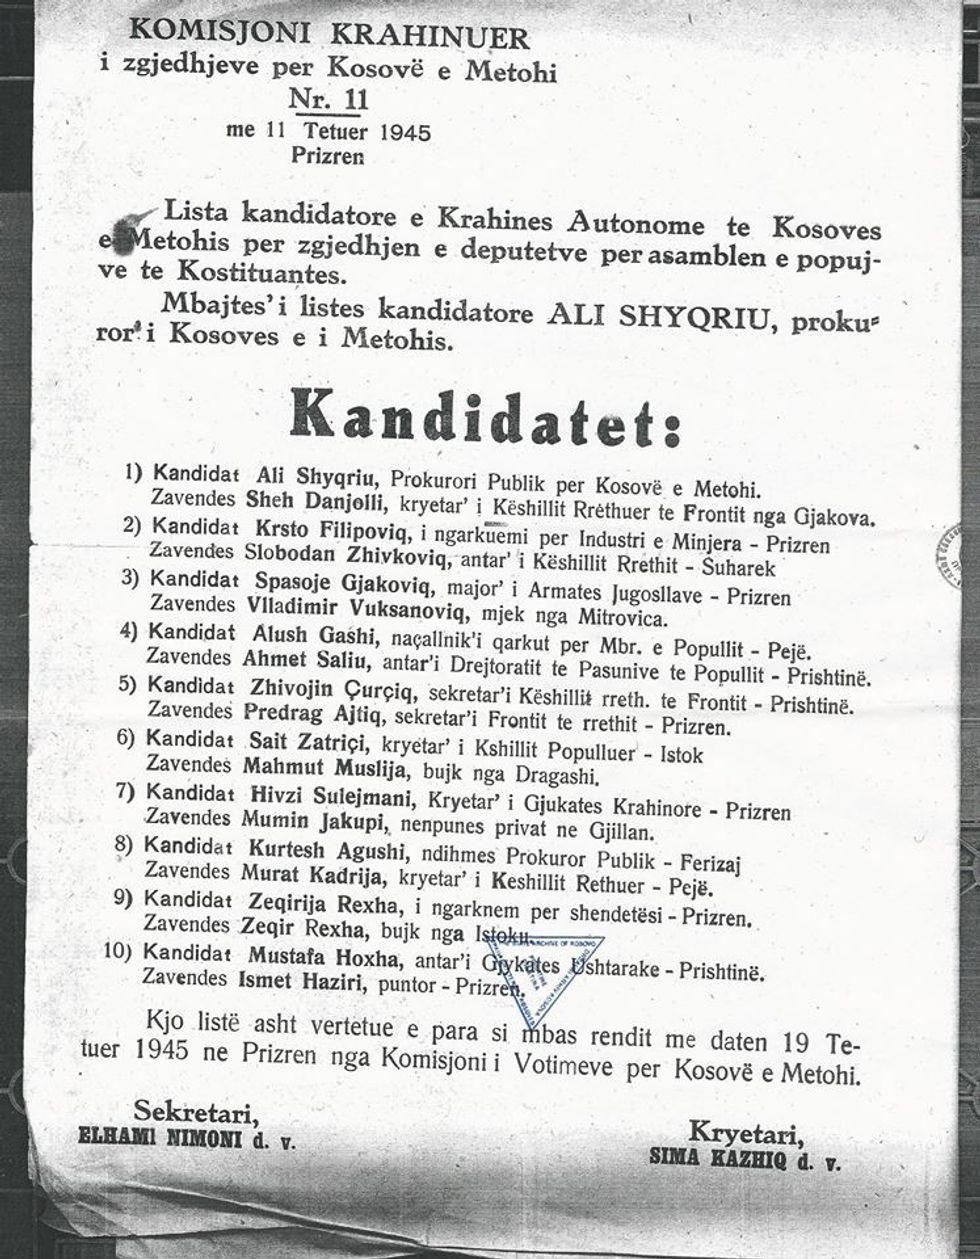 KOMISJONI KRAHINUER
i zgjedhjeve per Kosovë e Metohi
Nr. 11
me 11 Tetuer 1945
Prizren
Lista kandidatore e Krahines Autonome te Kosoves
e Metohis per zgjedhjen e deputetve per asamblen e popuj-
ve te Kostituantes.
Mbajtes' i listes kandidatore ALI SHYQRIU, proku-
ror' i Kosoves e i Metohis.
Kandidatet:
1) Kandidat Ali Shyqriu, Prokurori Publik per Kosovë e Metohi.
Zavendes Sheh Danjolli, kryetar' i Këshillit Rrethuer te Frontit nga Gjakova.
2) Kandidat Krsto Filipoviq, i ngarkuemi per Industri e Minjera - Prizren
Zavendes Slobodan Zhivkoviq, antar' i Këshillit Rrethit - Suharek
3) Kandidat Spasoje Gjakoviq, major' i Armates Jugosllave - Prizren
Zavendes Vlladimir Vuksanoviq, mjek nga Mitrovica.
4) Kandidat Alush Gashi, naçallnik'i qarkut per Mbr. e Popullit - Pejë.
Zavendes Ahmet Saliu, antar'i Drejtoratit te Pasunive te Popullit - Prishtinë.
5) Kandidat Zhivojin Çurçiq, sekretar'i Këshillit rreth. te Frontit - Prishtinë.
Zavendes Predrag Ajtiq, sekretar'i Frontit te rrethit - Prizren.
6) Kandidat Sait Zatriçi, kryetar' i Kshillit Populluer - Istok
Zavendes Mahmut Muslija, bujk nga Dragashi.
7) Kandidat Hivzi Sulejmani, Kryetar' i Gjukates Krahinore - Prizren
Zavendes Mumin Jakupi, nenpunes privat ne Gjillan.
8) Kandidat Kurtesh Agushi, ndihmes Prokuror Publik - Ferizaj
Zavendes Murat Kadrija, kryetar' i Keshillit Rethuer - Pejë.
9) Kandidat Zeqirija Rexha, i ngarknem per shendetësi - Prizren.
Zavendes Zeqir Rexha, bujk nga Istoku.
10) Kandidat Mustafa Hoxha, antar'i Gjykates Ushtarake - Prishtinë.
Zavendes Ismet Haziri, puntor - Prizren.
Kjo listë asht vertetue e para si mbas rendit me daten 19 Te-
tuer 1945 ne Prizren nga Komisjoni i Votimeve per Kosovë e Metohi.
Sekretari,
ELHAMI NIMONI d. v.
Kryetari,
SIMA KAZHIQ d. v.